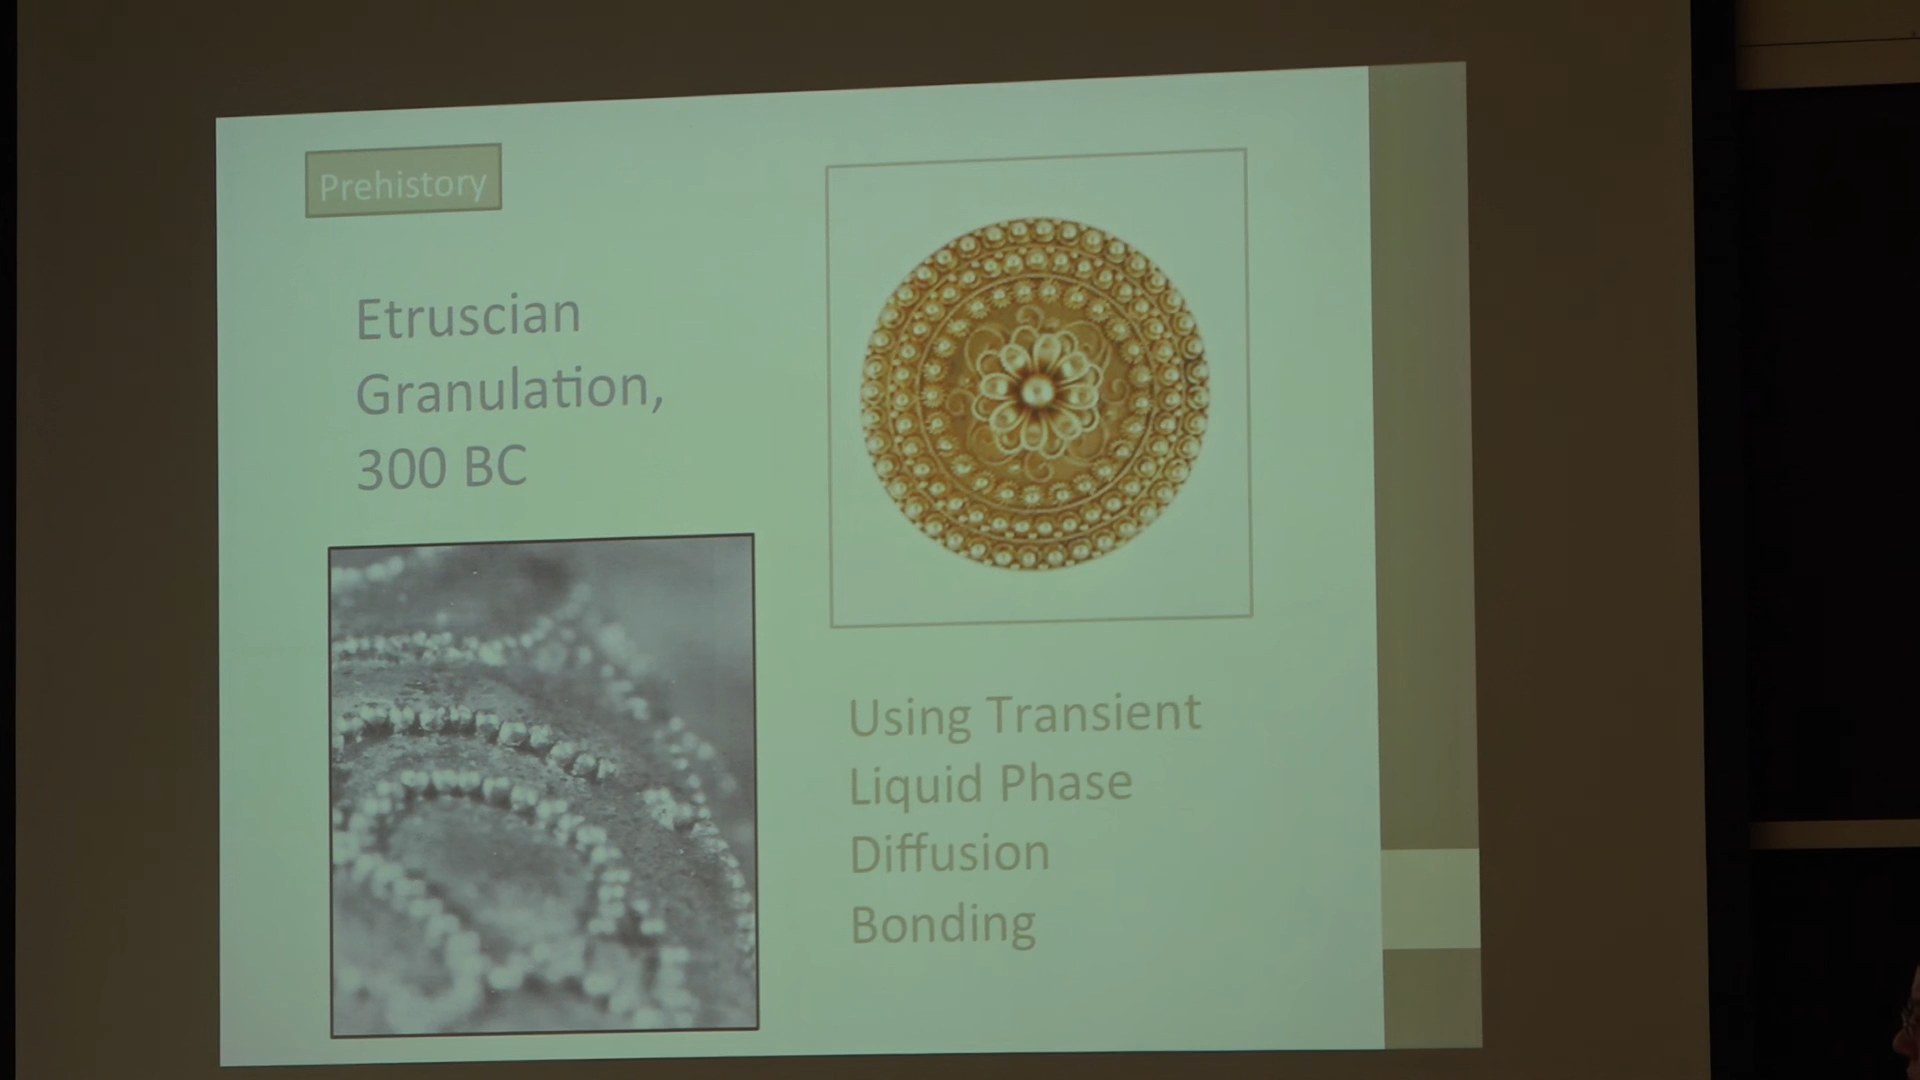 Prehistory
Etruscian
Granulation,
300 BC
Using Transient
Liquid Phase
Diffusion
Bonding